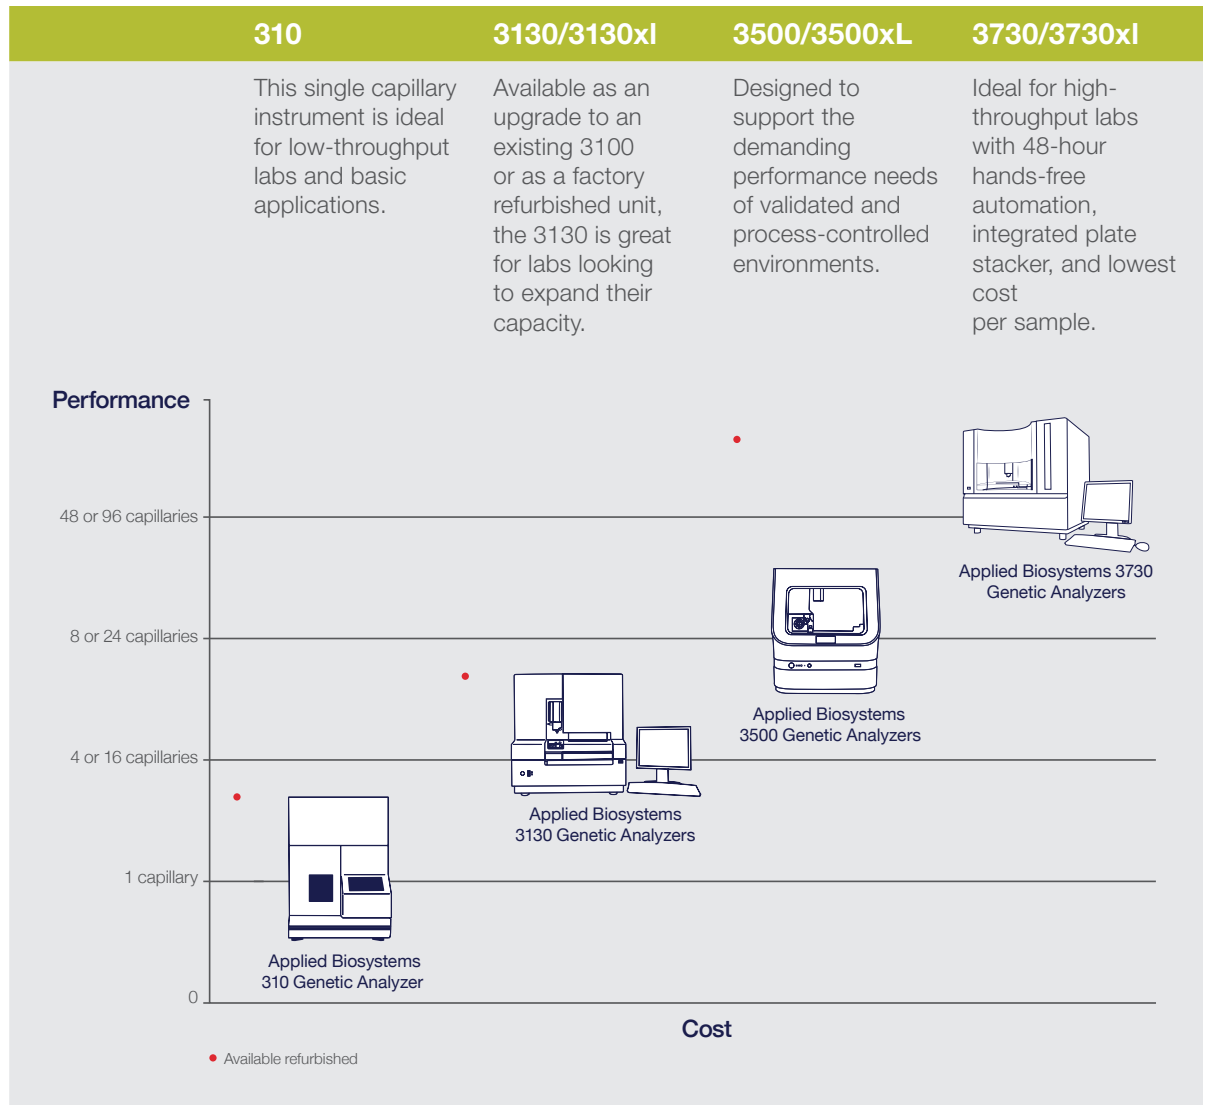 310
3130/3130xl
3500/3500xL
3730/3730xl
This single capillary
instrument is ideal
for low-throughput
labs and basic
applications.
Available as an
upgrade to an
existing 3100
or as a factory
refurbished unit,
the 3130 is great
for labs looking
to expand their
capacity.
Designed to
support the
demanding
performance needs
of validated and
process-controlled
environments.
Ideal for high-
throughput labs
with 48-hour
hands-free
automation,
integrated plate
stacker, and lowest
cost
per sample.
Performance
48 or 96 capillaries
Applied Biosystems 3730
Genetic Analyzers
8 or 24 capillaries
Applied Biosystems
3500 Genetic Analyzers
4 or 16 capillaries
Applied Biosystems
3130 Genetic Analyzers
1 capillary
Applied Biosystems
310 Genetic Analyzer
0
Cost
• Available refurbished